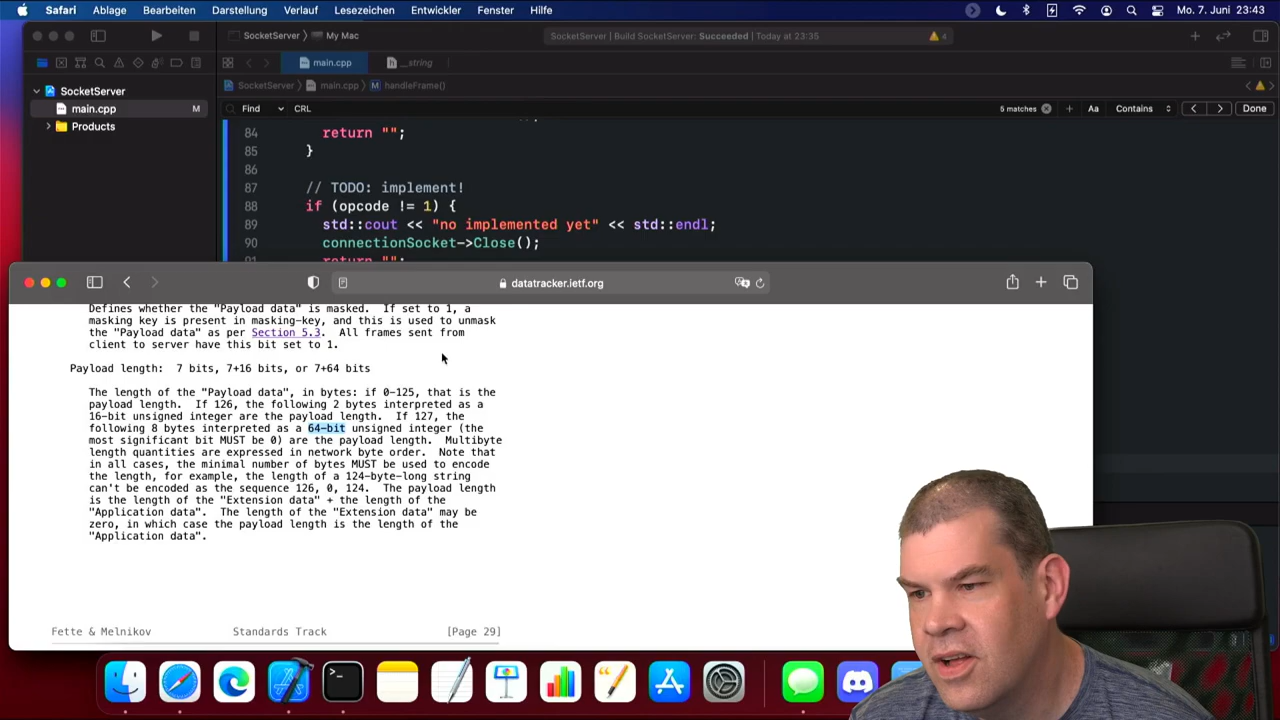 Safari Ablage Bearbeiten Darstellung Verlauf Lesezeichen Entwickler Fenster Hilfe Mo. 7. Juni 23:43
SocketServer My Mac SocketServer | Build SocketServer: Succeeded | Today at 23:35 4
main.cpp __string
SocketServer
SocketServer main.cpp M handleFrame()
main.cpp M
Find CRL 5 matches Aa Contains Done
Products
84 return "";
85 }
86
87 // TODO: implement!
88 if (opcode != 1) {
89 std::cout << "no implemented yet" << std::endl;
90 connectionSocket->Close();
datatracker.ietf.org
Defines whether the "Payload data" is masked. If set to 1, a
masking key is present in masking-key, and this is used to unmask
the "Payload data" as per Section 5.3. All frames sent from
client to server have this bit set to 1.
Payload length: 7 bits, 7+16 bits, or 7+64 bits
The length of the "Payload data", in bytes: if 0-125, that is the
payload length. If 126, the following 2 bytes interpreted as a
16-bit unsigned integer are the payload length. If 127, the
following 8 bytes interpreted as a 64-bit unsigned integer (the
most significant bit MUST be 0) are the payload length. Multibyte
length quantities are expressed in network byte order. Note that
in all cases, the minimal number of bytes MUST be used to encode
the length, for example, the length of a 124-byte-long string
can't be encoded as the sequence 126, 0, 124. The payload length
is the length of the "Extension data" + the length of the
"Application data". The length of the "Extension data" may be
zero, in which case the payload length is the length of the
"Application data".
Fette & Melnikov Standards Track [Page 29]